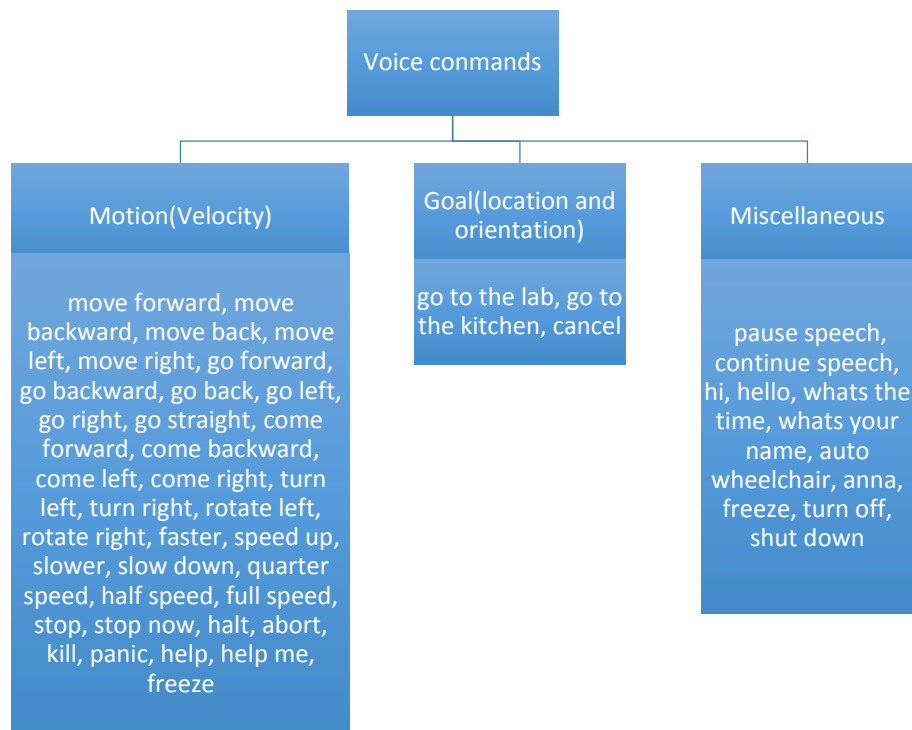 Voice conmands
Motion(Velocity)
move forward, move
backward, move back, move
left, move right, go forward,
go backward, go back, go left,
go right, go straight, come
forward, come backward,
come left, come right, turn
left, turn right, rotate left,
rotate right, faster, speed up,
slower, slow down, quarter
speed, half speed, full speed,
stop, stop now, halt, abort,
kill, panic, help, help me,
freeze
Goal(location and
orientation)
go to the lab, go to
the kitchen, cancel
Miscellaneous
pause speech,
continue speech,
hi, hello, whats the
time, whats your
name, auto
wheelchair, anna,
freeze, turn off,
shut down